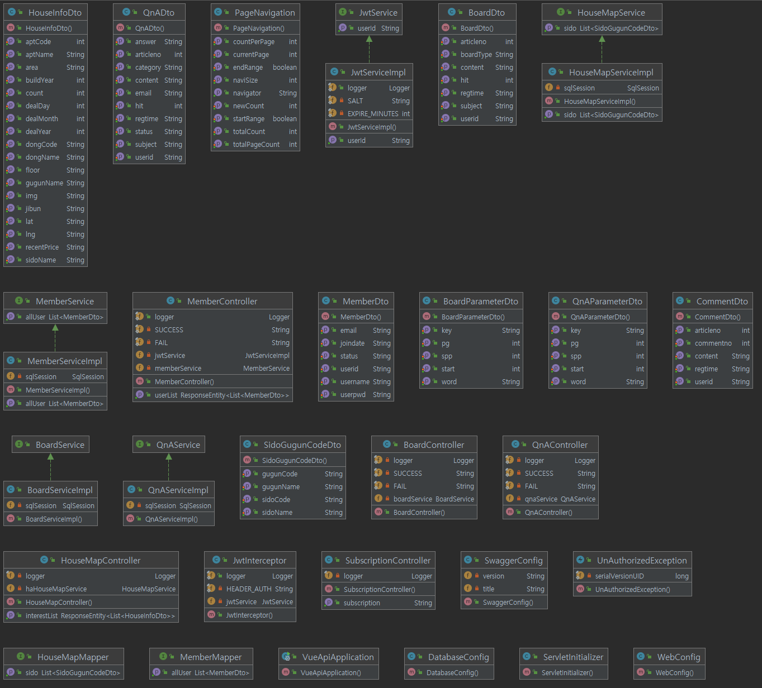 HouseInfoDto
HouseInfoDto()
aptCode int
aptName String
area String
buildYear int
count int
dealDay int
dealMonth int
dealYear int
dongCode String
dongName String
floor String
gugunName String
img String
jibun String
lat String
lng String
recentPrice String
sidoName String
QnADto
QnADto()
answer String
articleno int
category String
content String
email String
hit int
regtime String
status String
subject String
userid String
PageNavigation
PageNavigation()
countPerPage int
currentPage int
endRange boolean
naviSize int
navigator String
newCount int
startRange boolean
totalCount int
totalPageCount int
JwtService
userid String
JwtServiceImpl
logger Logger
SALT String
EXPIRE_MINUTES int
JwtServiceImpl()
userid String
BoardDto
BoardDto()
articleno int
boardType String
content String
hit int
regtime String
subject String
userid String
HouseMapService
sido List<SidoGugunCodeDto>
HouseMapServiceImpl
sqlSession SqlSession
HouseMapServiceImpl()
sido List<SidoGugunCodeDto>
MemberService
allUser List<MemberDto>
MemberServiceImpl
sqlSession SqlSession
MemberServiceImpl()
allUser List<MemberDto>
MemberController
logger Logger
SUCCESS String
FAIL String
jwtService JwtServiceImpl
memberService MemberService
MemberController()
userList ResponseEntity<List<MemberDto>>
MemberDto
MemberDto()
email String
joindate String
status String
userid String
username String
userpwd String
BoardParameterDto
BoardParameterDto()
key String
pg int
spp int
start int
word String
QnAParameterDto
QnAParameterDto()
key String
pg int
spp int
start int
word String
CommentDto
CommentDto()
articleno int
commentno int
content String
regtime String
userid String
BoardService
BoardServiceImpl
sqlSession SqlSession
BoardServiceImpl()
QnAService
QnAServiceImpl
sqlSession SqlSession
QnAServiceImpl()
SidoGugunCodeDto
SidoGugunCodeDto()
gugunCode String
gugunName String
sidoCode String
sidoName String
BoardController
logger Logger
SUCCESS String
FAIL String
boardService BoardService
BoardController()
QnAController
logger Logger
SUCCESS String
FAIL String
qnaService QnAService
QnAController()
HouseMapController
logger Logger
haHouseMapService HouseMapService
HouseMapController()
interestList ResponseEntity<List<HouseInfoDto>>
JwtInterceptor
logger Logger
HEADER_AUTH String
jwtService JwtService
JwtInterceptor()
SubscriptionController
logger Logger
SubscriptionController()
subscription String
SwaggerConfig
version String
title String
SwaggerConfig()
UnAuthorizedException
serialVersionUID long
UnAuthorizedException()
HouseMapMapper
sido List<SidoGugunCodeDto>
MemberMapper
allUser List<MemberDto>
VueApiApplication
VueApiApplication()
DatabaseConfig
DatabaseConfig()
ServletInitializer
ServletInitializer()
WebConfig
WebConfig()